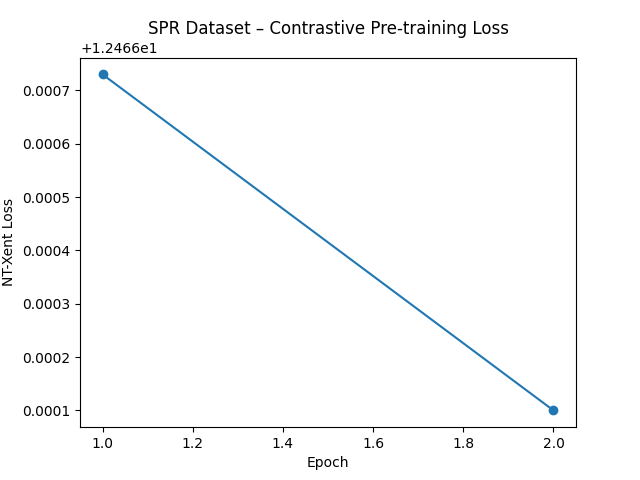 SPR Dataset – Contrastive Pre-training Loss
+1.2466e1
0.0007
0.0006
0.0005
0.0004
0.0003
0.0002
0.0001
NT-Xent Loss
1.0 1.2 1.4 1.6 1.8 2.0
Epoch